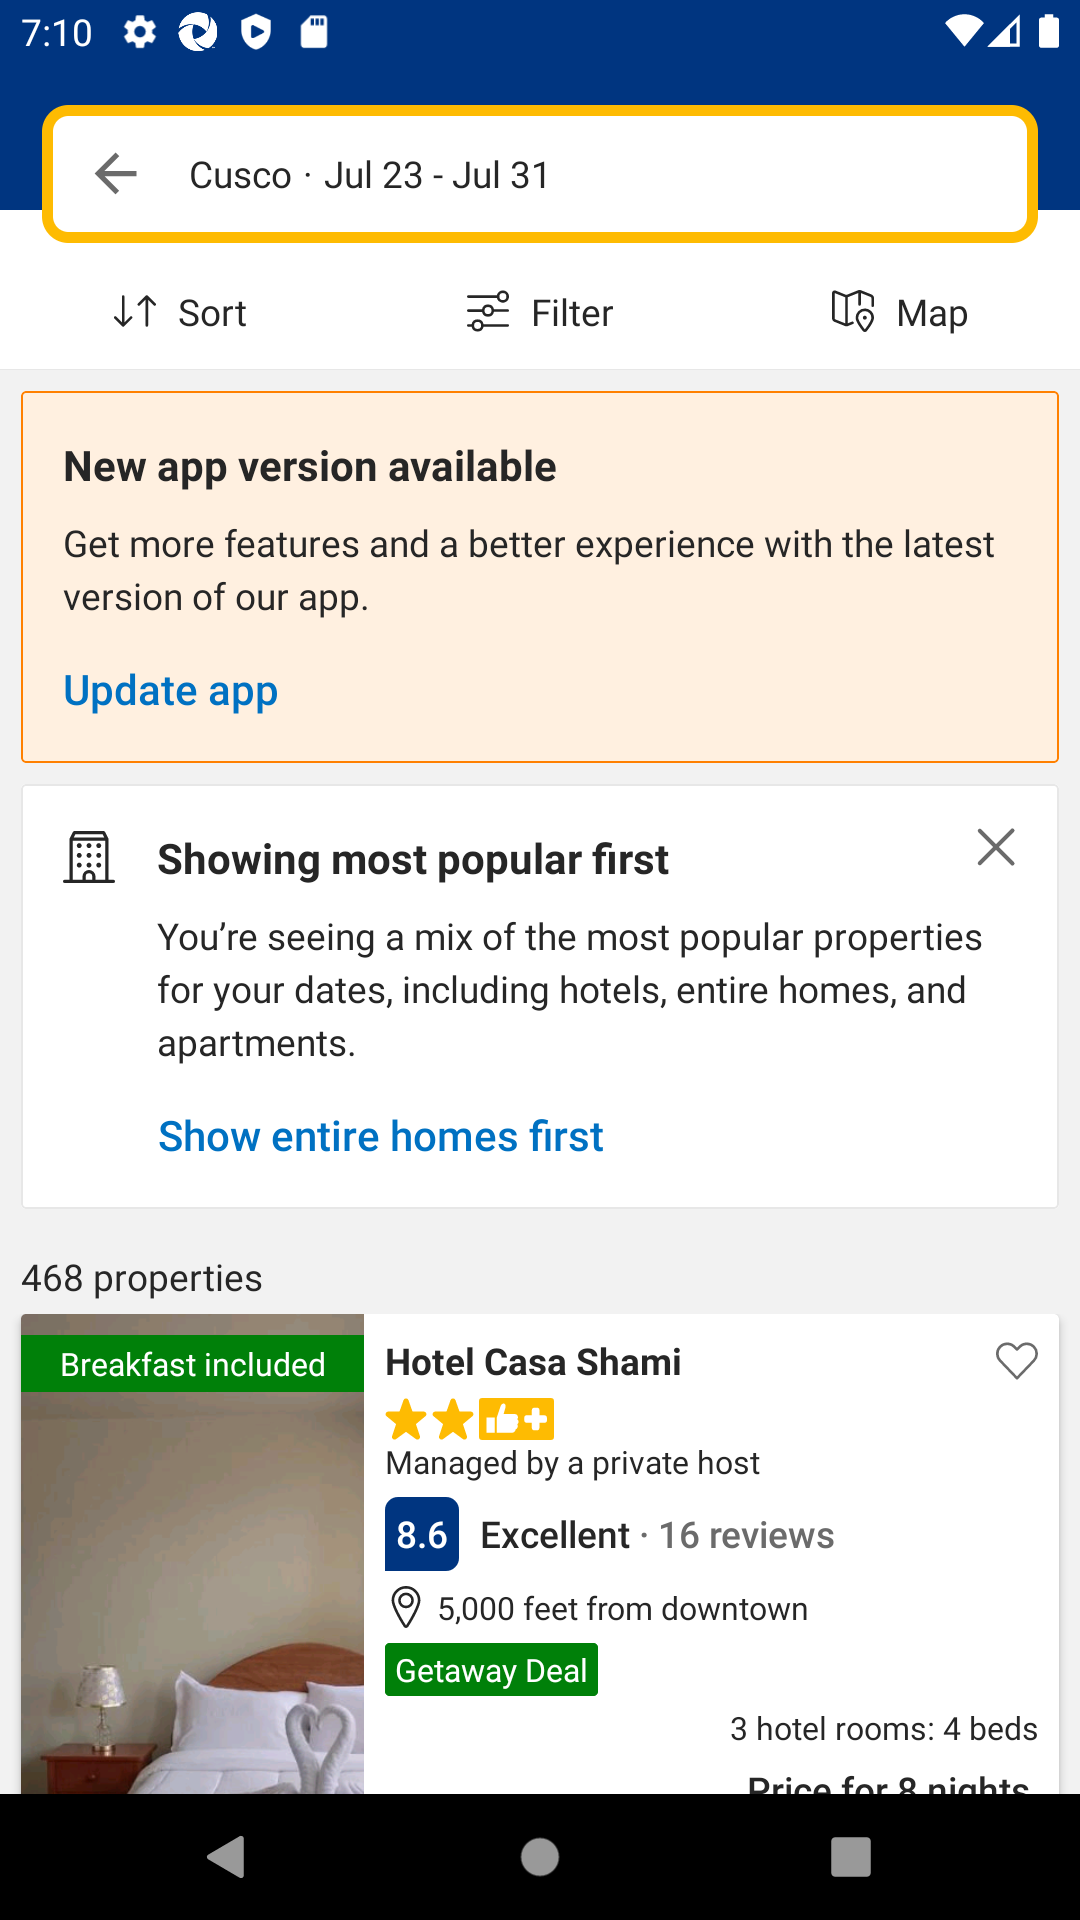 7:10
Cusco · Jul 23 - Jul 31
Sort
Filter
Map
New app version available
Get more features and a better experience with the latest
version of our app.
Update app
Showing most popular first
You’re seeing a mix of the most popular properties
for your dates, including hotels, entire homes, and
apartments.
Show entire homes first
468 properties
Breakfast included
Hotel Casa Shami
Managed by a private host
8.6 Excellent · 16 reviews
5,000 feet from downtown
Getaway Deal
3 hotel rooms: 4 beds
Price for 8 nights